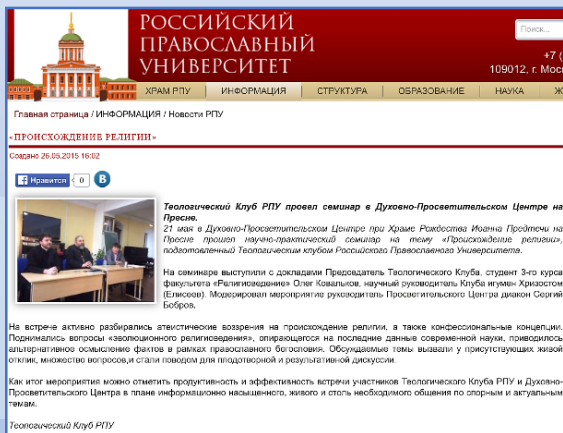 РОССИЙСКИЙ
ПРАВОСЛАВНЫЙ
УНИВЕРСИТЕТ
Поиск...
+7 (
109012, г. Мос
ХРАМ РПУ ИНФОРМАЦИЯ СТРУКТУРА ОБРАЗОВАНИЕ НАУКА Ж
Главная страница / ИНФОРМАЦИЯ / Новости РПУ
«ПРОИСХОЖДЕНИЕ РЕЛИГИИ»
Создано 26.05.2015 16:02
Нравится 0 B
Теологический Клуб РПУ провел семинар в Духовно-Просветительском Центре на
Пресне.
21 мая в Духовно-Просветительском Центре при Храме Рождества Иоанна Предтечи на
Пресне прошел научно-практический семинар на тему «Происхождение религии»,
подготовленный Теологическим клубом Российского Православного Университета.
На семинаре выступили с докладами Председатель Теологического Клуба, студент 3-го курса
факультета «Религиоведение» Олег Ковальков, научный руководитель Клуба игумен Хризостом
(Елисеев). Модерировал мероприятие руководитель Просветительского Центра диакон Сергий
Бобров.
На встрече активно разбирались атеистические воззрения на происхождение религии, а также конфессиональные концепции.
Поднимались вопросы «эволюционного религиоведения», опирающегося на последние данные современной науки, приводилось
альтернативное осмысление фактов в рамках православного богословия. Обсуждаемые темы вызвали у присутствующих живой
отклик, множество вопросов,и стали поводом для плодотворной и результативной дискуссии.
Как итог мероприятия можно отметить продуктивность и эффективность встречи участников Теологического Клуба РПУ и Духовно-
Просветительского Центра в плане информационно насыщенного, живого и столь необходимого общения по спорным и актуальным
темам.
Теологический Клуб РПУ